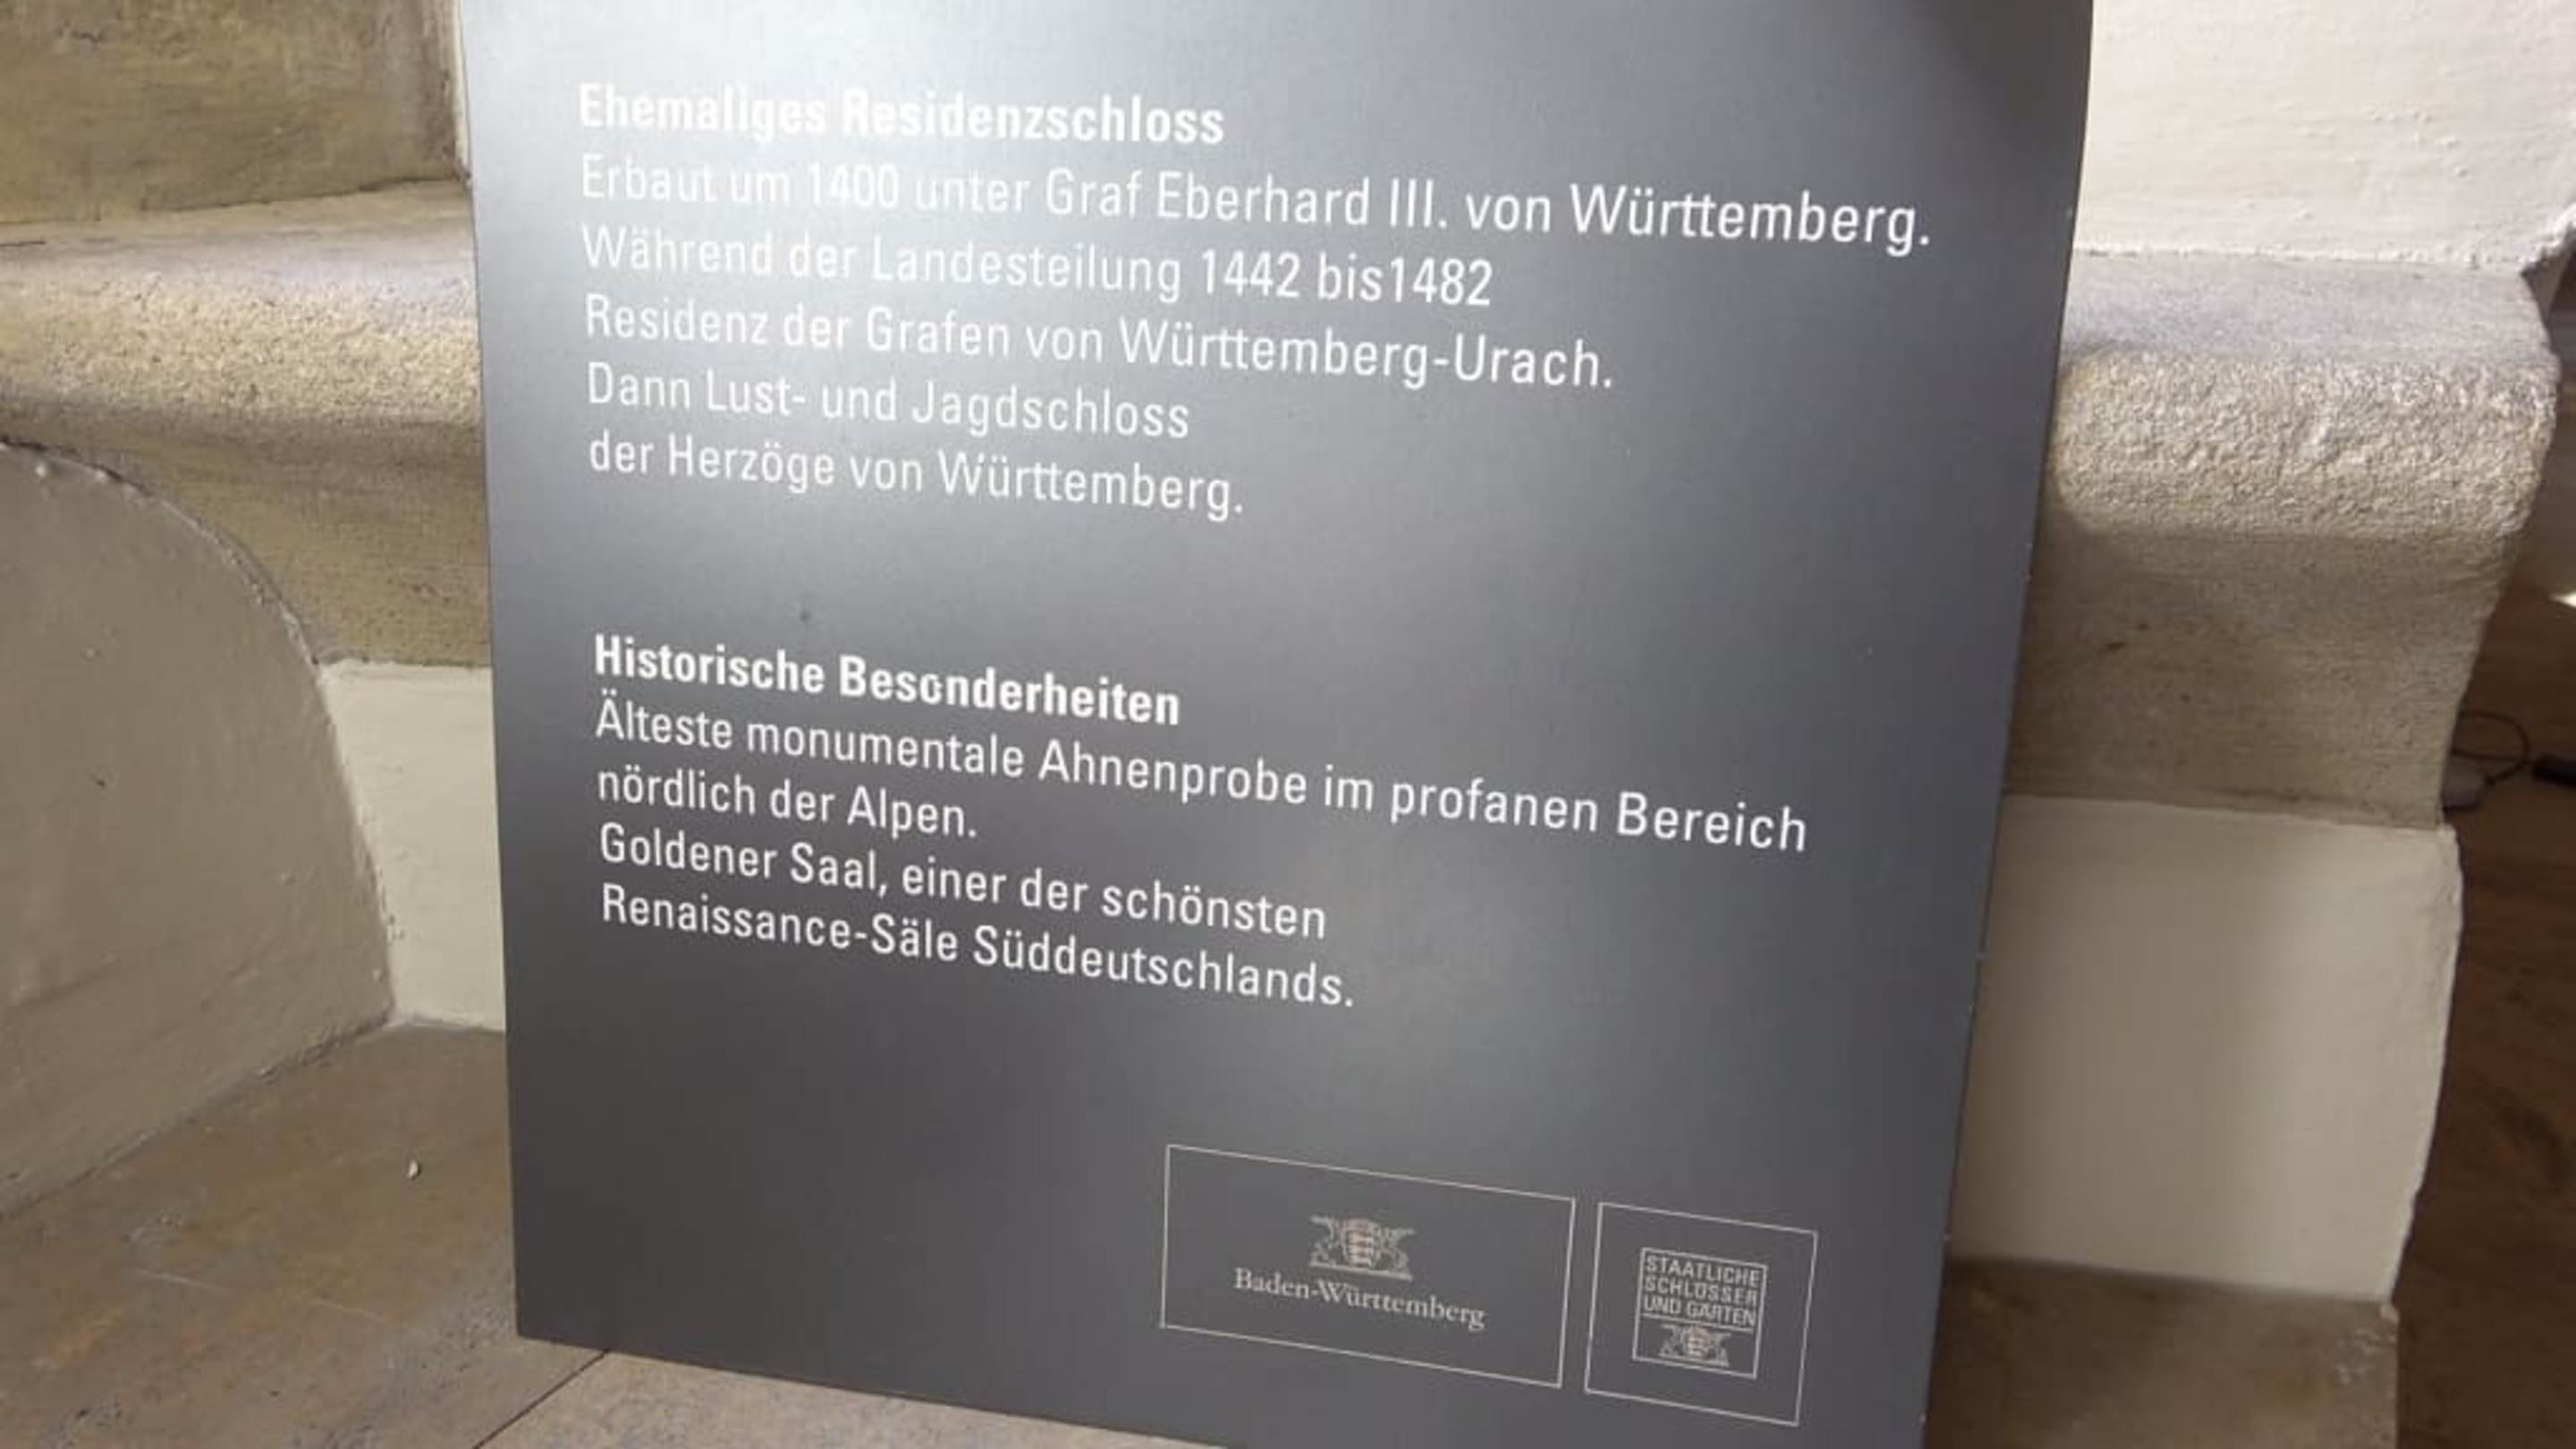 Ehemaliges Residenzschloss
Erbaut um 1400 unter Graf Eberhard III. von Württemberg.
Während der Landesteilung 1442 bis1482
Residenz der Grafen von Württemberg-Urach.
Dann Lust- und Jagdschloss
der Herzöge von Württemberg.
Historische Besonderheiten
Älteste monumentale Ahnenprobe im profanen Bereich
nördlich der Alpen.
Goldener Saal, einer der schönsten
Renaissance-Säle Süddeutschlands.
Baden-Württemberg
STAATLICHE
SCHLÖSSER
UND GÄRTEN